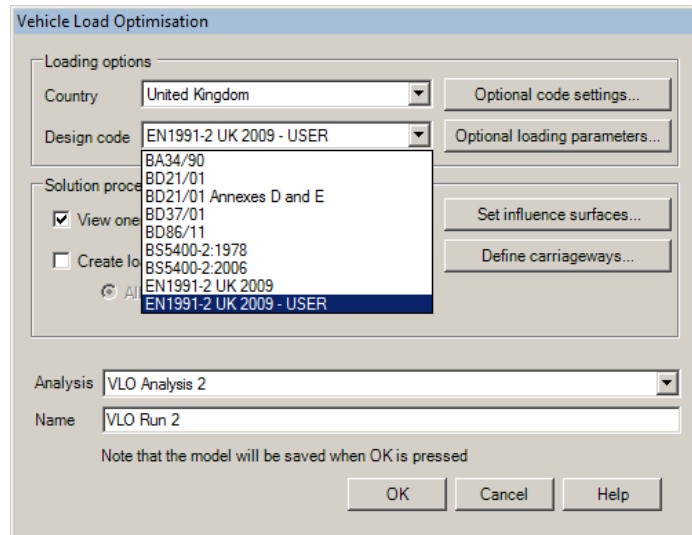 Vehicle Load Optimisation
Loading options
Country United Kingdom Optional code settings...
Design code EN1991-2 UK 2009 - USER Optional loading parameters...
BA34/90
BD21/01
Solution proce
BD21/01 Annexes D and E
View one
BD37/01
Set influence surfaces...
BD86/11
BS5400-2:1978
Create lo
BS5400-2:2006
Define carriageways...
EN1991-2 UK 2009
EN1991-2 UK 2009 - USER
Analysis VLO Analysis 2
Name VLO Run 2
Note that the model will be saved when OK is pressed
OK Cancel Help